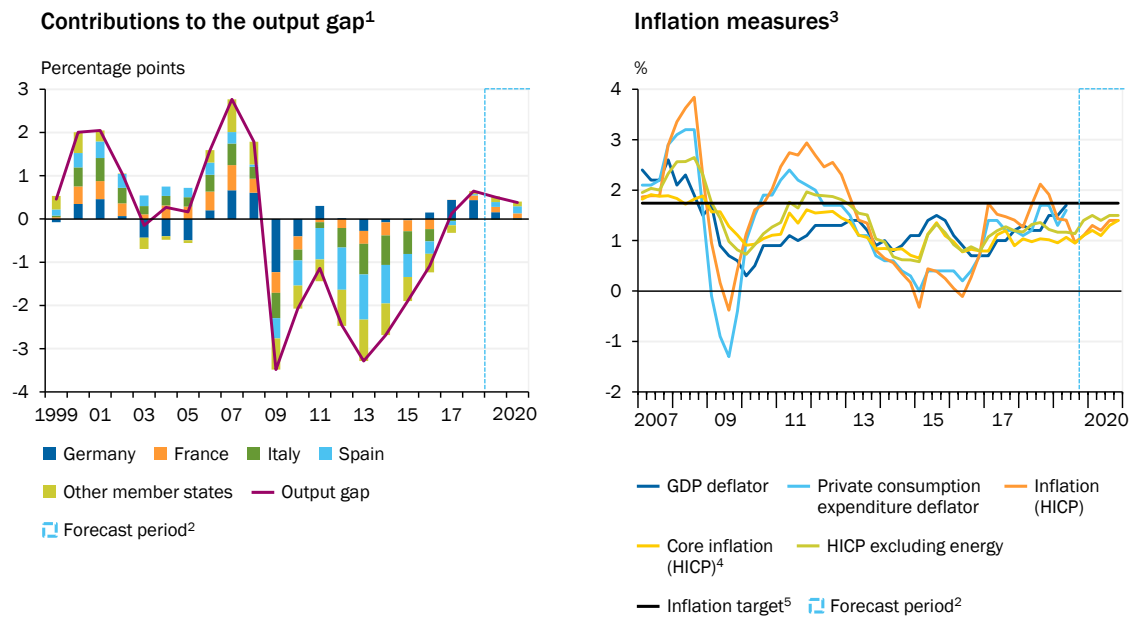 Contributions to the output gap¹
Percentage points
3
2
1
0
-1
-2
-3
-4
1999 01 03 05 07 09 11 13 15 17 2020
Germany France Italy Spain
Other member states Output gap
Forecast period²
Inflation measures³
%
4
3
2
1
0
-1
-2
2007 09 11 13 15 17 2020
GDP deflator Private consumption expenditure deflator Inflation (HICP)
Core inflation (HICP)⁴ HICP excluding energy
Inflation target⁵ Forecast period²